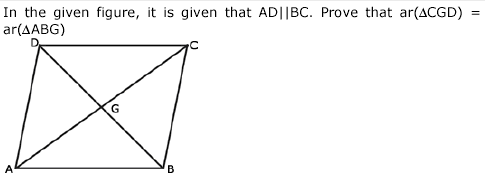 In the given figure, it is given that AD||BC. Prove that ar(ΔCGD) =
ar(ΔABG)
D C
G
A B